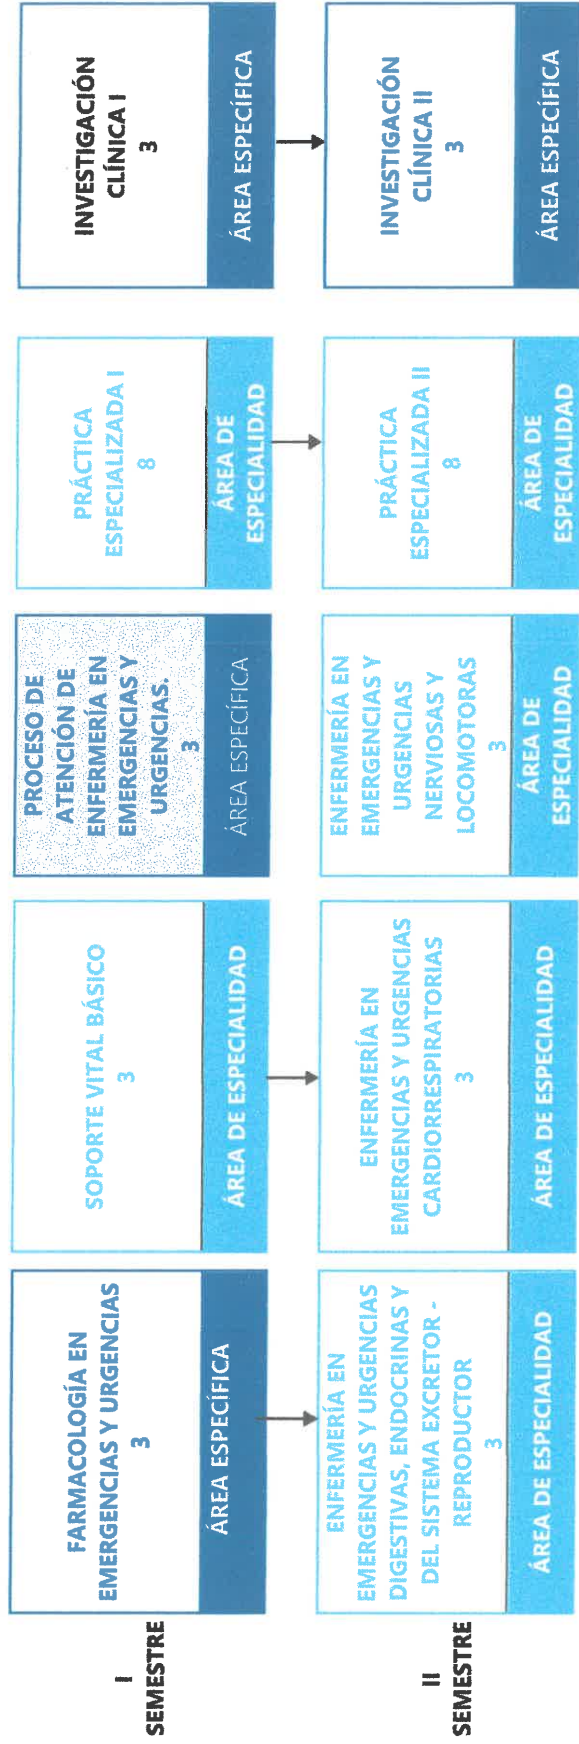 I
SEMESTRE
FARMACOLOGÍA EN
EMERGENCIAS Y URGENCIAS
3
ÁREA ESPECÍFICA
SOPORTE VITAL BÁSICO
3
ÁREA DE ESPECIALIDAD
PROCESO DE
ATENCIÓN DE
ENFERMERÍA EN
EMERGENCIAS Y
URGENCIAS.
3
ÁREA ESPECÍFICA
PRÁCTICA
ESPECIALIZADA I
8
ÁREA DE
ESPECIALIDAD
INVESTIGACIÓN
CLÍNICA I
3
ÁREA ESPECÍFICA
II
SEMESTRE
ENFERMERÍA EN
EMERGENCIAS Y URGENCIAS
DIGESTIVAS, ENDOCRINAS Y
DEL SISTEMA EXCRETOR -
REPRODUCTOR
3
ÁREA DE ESPECIALIDAD
ENFERMERÍA EN
EMERGENCIAS Y URGENCIAS
CARDIORRESPIRATORIAS
3
ÁREA DE ESPECIALIDAD
ENFERMERÍA EN
EMERGENCIAS Y
URGENCIAS
NERVIOSAS Y
LOCOMOTORAS
3
ÁREA DE
ESPECIALIDAD
PRÁCTICA
ESPECIALIZADA II
8
ÁREA DE
ESPECIALIDAD
INVESTIGACIÓN
CLÍNICA II
3
ÁREA ESPECÍFICA